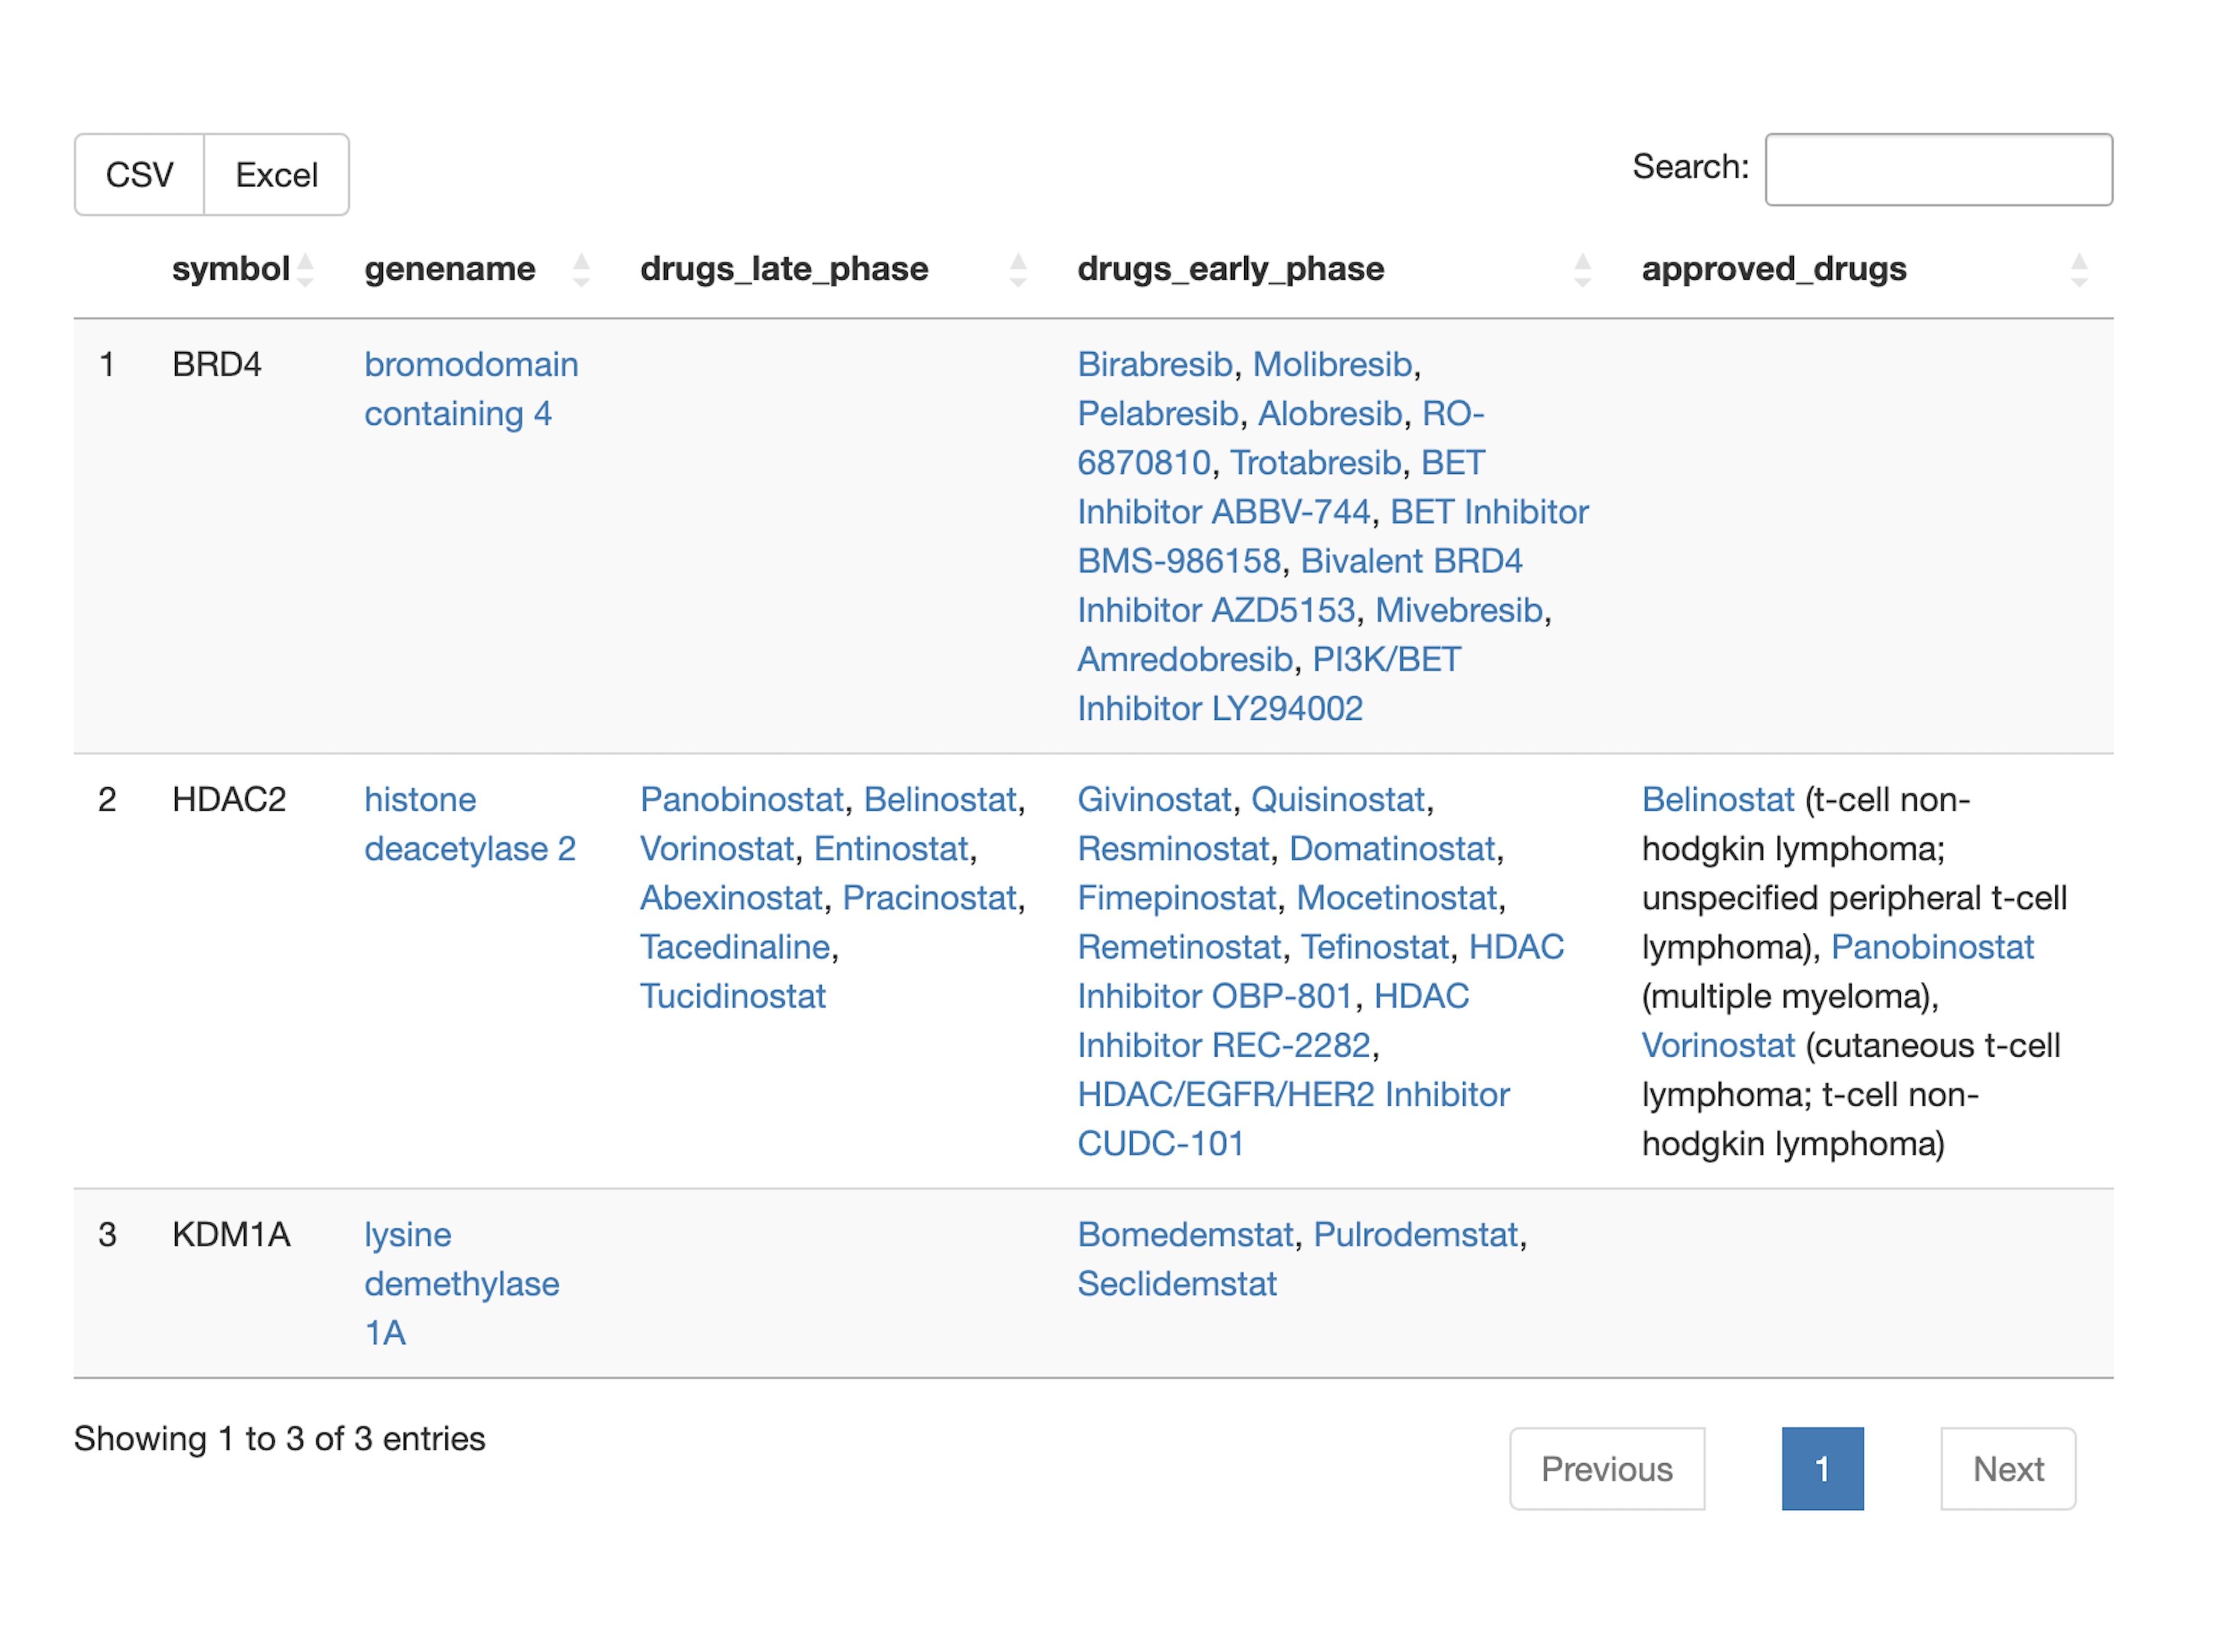 CSV Excel Search:
symbol genename drugs_late_phase drugs_early_phase approved_drugs
1 BRD4 bromodomain Birabresib, Molibresib,
containing 4 Pelabresib, Alobresib, RO-
6870810, Trotabresib, BET
Inhibitor ABBV-744, BET Inhibitor
BMS-986158, Bivalent BRD4
Inhibitor AZD5153, Mivebresib,
Amredobresib, PI3K/BET
Inhibitor LY294002
2 HDAC2 histone Panobinostat, Belinostat, Givinostat, Quisinostat, Belinostat (t-cell non-
deacetylase 2 Vorinostat, Entinostat, Resminostat, Domatinostat, hodgkin lymphoma;
Abexinostat, Pracinostat, Fimepinostat, Mocetinostat, unspecified peripheral t-cell
Tacedinaline, Remetinostat, Tefinostat, HDAC lymphoma), Panobinostat
Tucidinostat Inhibitor OBP-801, HDAC (multiple myeloma),
Inhibitor REC-2282, Vorinostat (cutaneous t-cell
HDAC/EGFR/HER2 Inhibitor lymphoma; t-cell non-
CUDC-101 hodgkin lymphoma)
3 KDM1A lysine Bomedemstat, Pulrodemstat,
demethylase Seclidemstat
1A
Showing 1 to 3 of 3 entries
Previous 1 Next